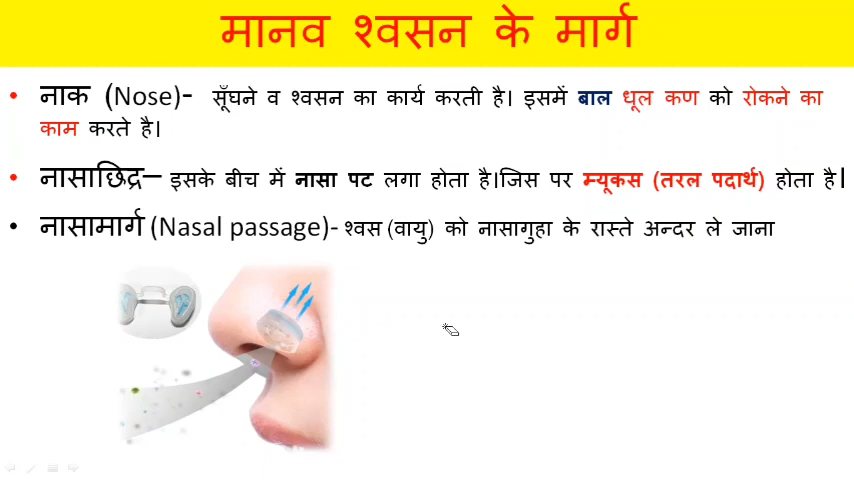 मानव श्वसन के मार्ग
• नाक (Nose)- सूँघने व श्वसन का कार्य करती है। इसमें बाल धूल कण को रोकने का
काम करते है।
• नासाछिद्र– इसके बीच में नासा पट लगा होता है।जिस पर म्यूकस (तरल पदार्थ) होता है।
• नासामार्ग (Nasal passage)- श्वस (वायु) को नासागुहा के रास्ते अन्दर ले जाना